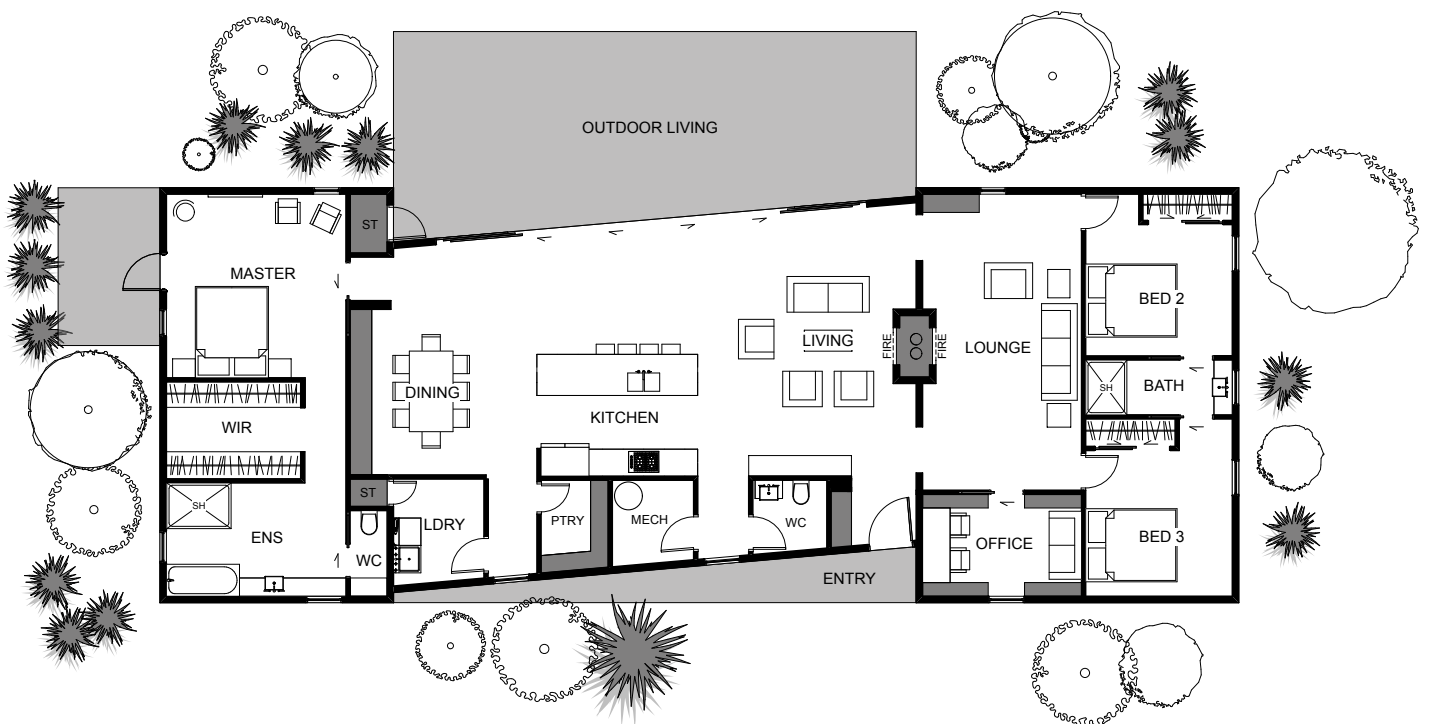 OUTDOOR LIVING
ST
MASTER
BED 2
LIVING
FIRE
FIRE
LOUNGE
DINING
BATH
SH
KITCHEN
WIR
ST
SH
ENS
WC
LDRY
PTRY
MECH
WC
OFFICE
BED 3
ENTRY